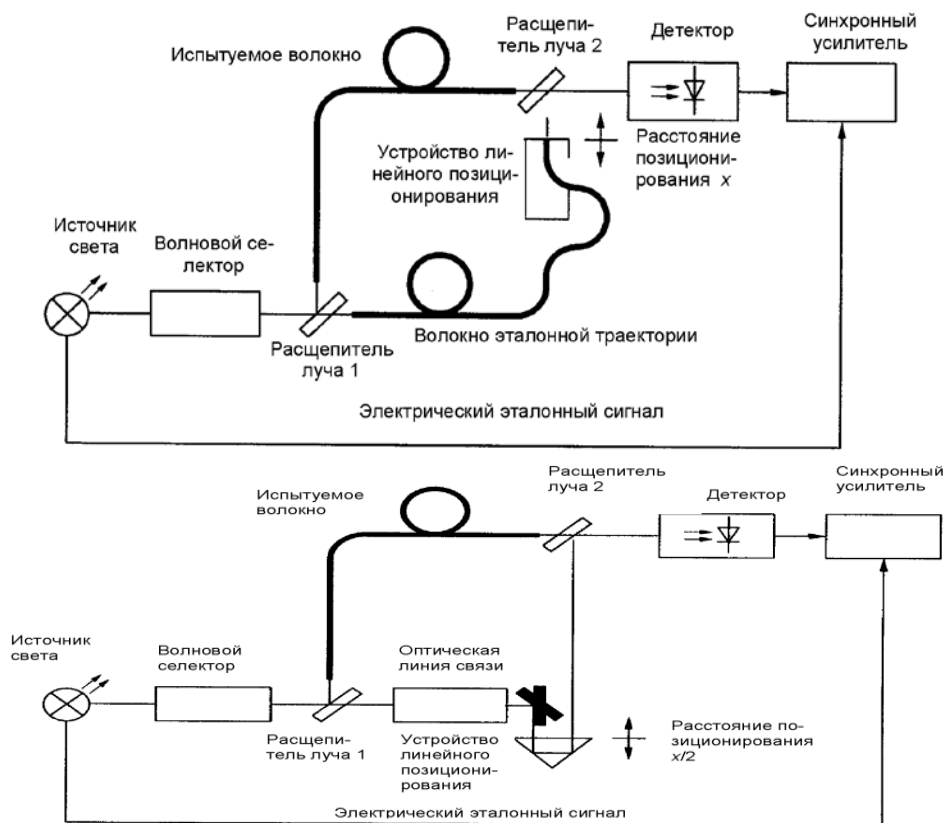 Испытуемое волокно
Расщепи-
тель луча 2
Детектор
Синхронный
усилитель
Устройство ли-
нейного позици-
онирования
Расстояние
позициони-
рования x
Источник
света
Волновой се-
лектор
Расщепитель
луча 1
Волокно эталонной траектории
Электрический эталонный сигнал
Испытуемое
волокно
Расщепитель
луча 2
Детектор
Синхронный
усилитель
Источник
света
Волновой
селектор
Оптическая
линия связи
Расщепи-
тель луча 1
Устройство
линейного
позициони-
рования
Расстояние по-
зиционирования
x/2
Электрический эталонный сигнал